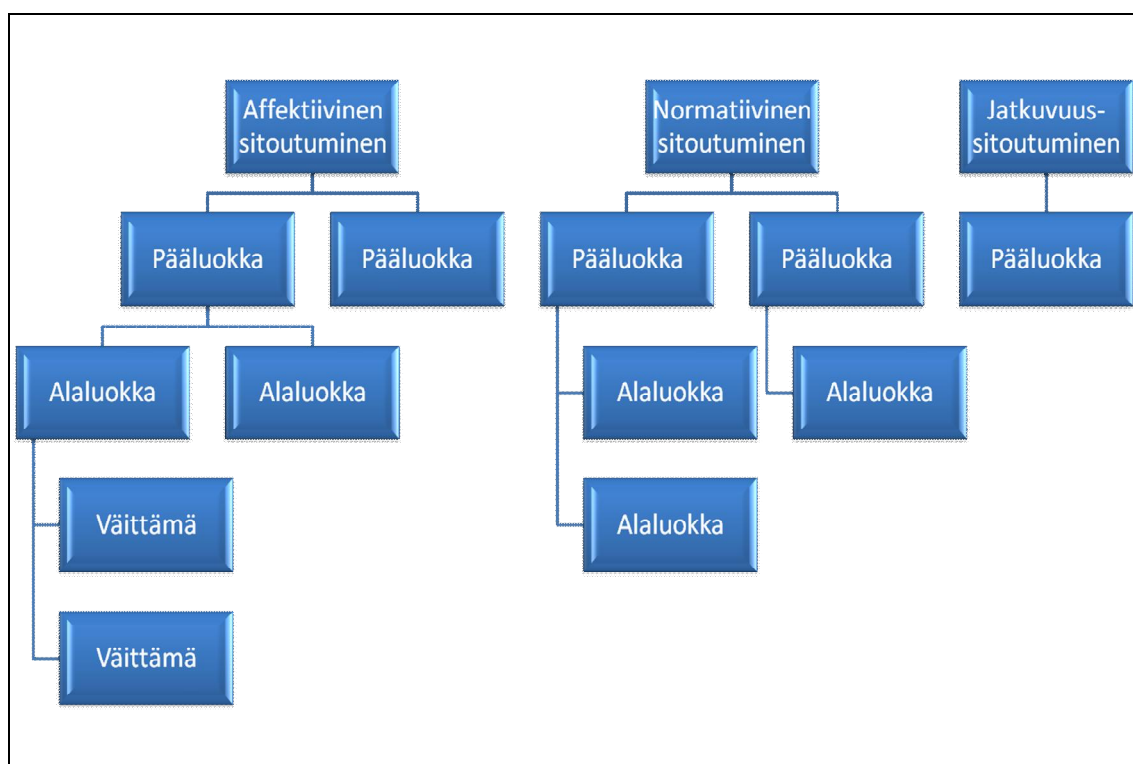 Affektiivinen
sitoutuminen
Normatiivinen
sitoutuminen
Jatkuvuus-
sitoutuminen
Pääluokka
Pääluokka
Pääluokka
Pääluokka
Pääluokka
Alaluokka
Alaluokka
Alaluokka
Alaluokka
Väittämä
Alaluokka
Väittämä